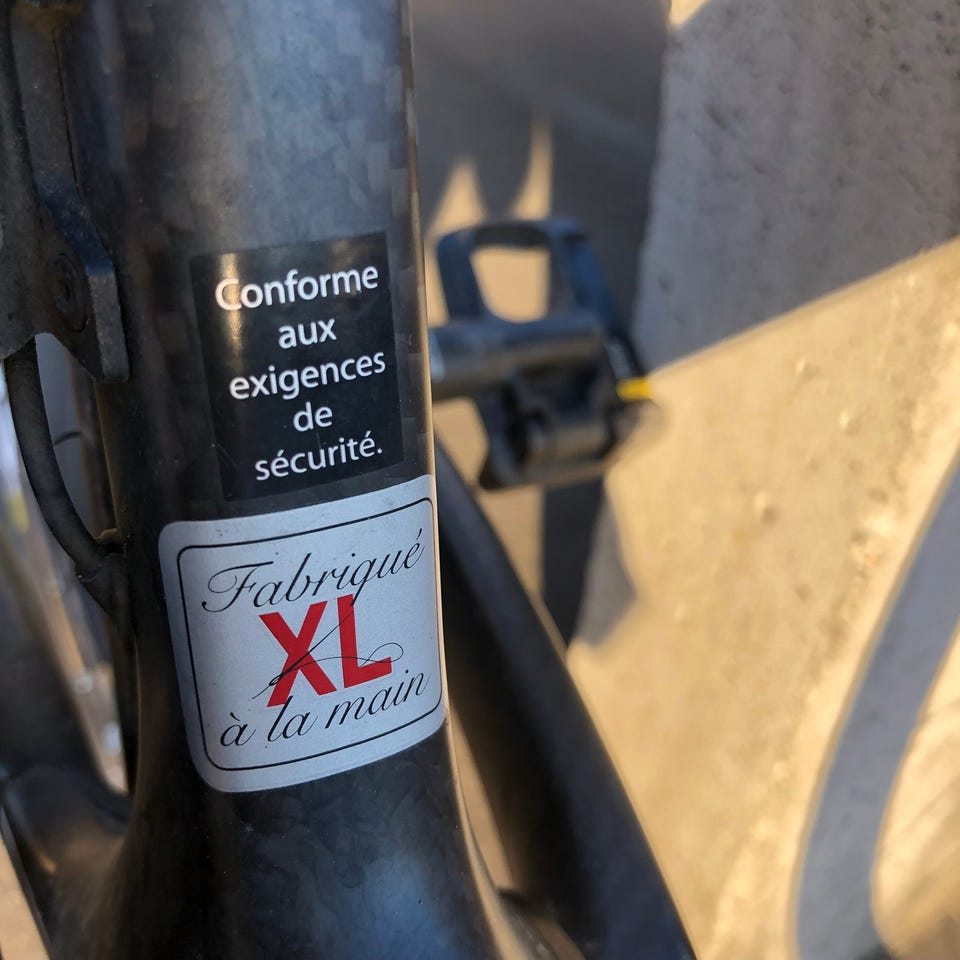 Conforme
aux
exigences
de
sécurité.
Fabriqué
XL
à la main